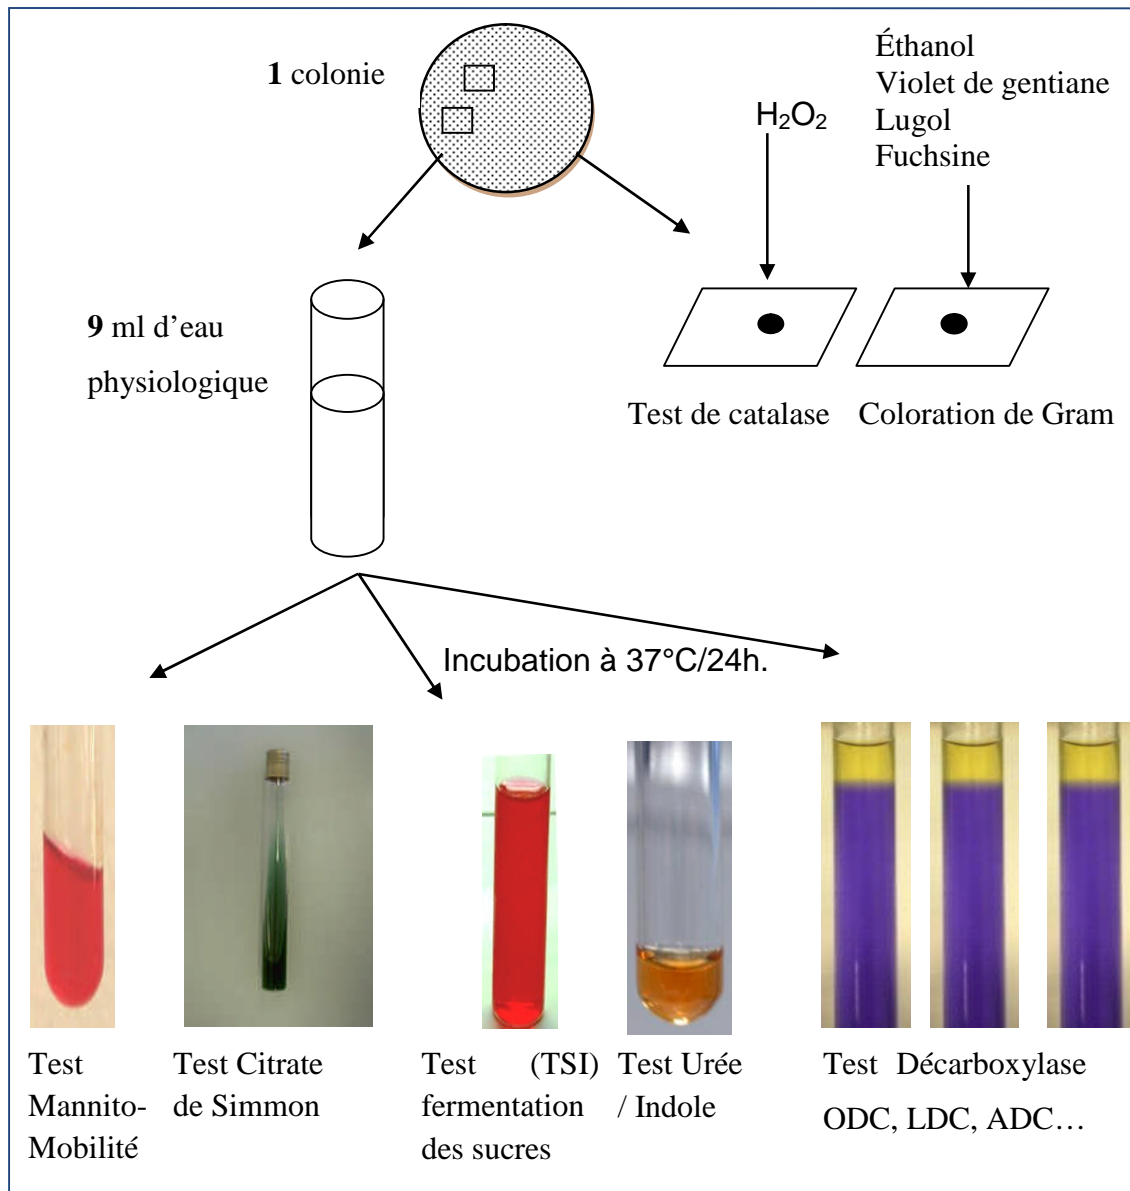 1 colonie
Éthanol
Violet de gentiane
Lugol
Fuchsine
H₂O₂
9 ml d’eau
physiologique
Test de catalase
Coloration de Gram
Incubation à 37°C/24h.
Test
Mannito-
Mobilité
Test Citrate
de Simmon
Test (TSI)
fermentation
des sucres
Test Urée
/ Indole
Test Décarboxylase
ODC, LDC, ADC…